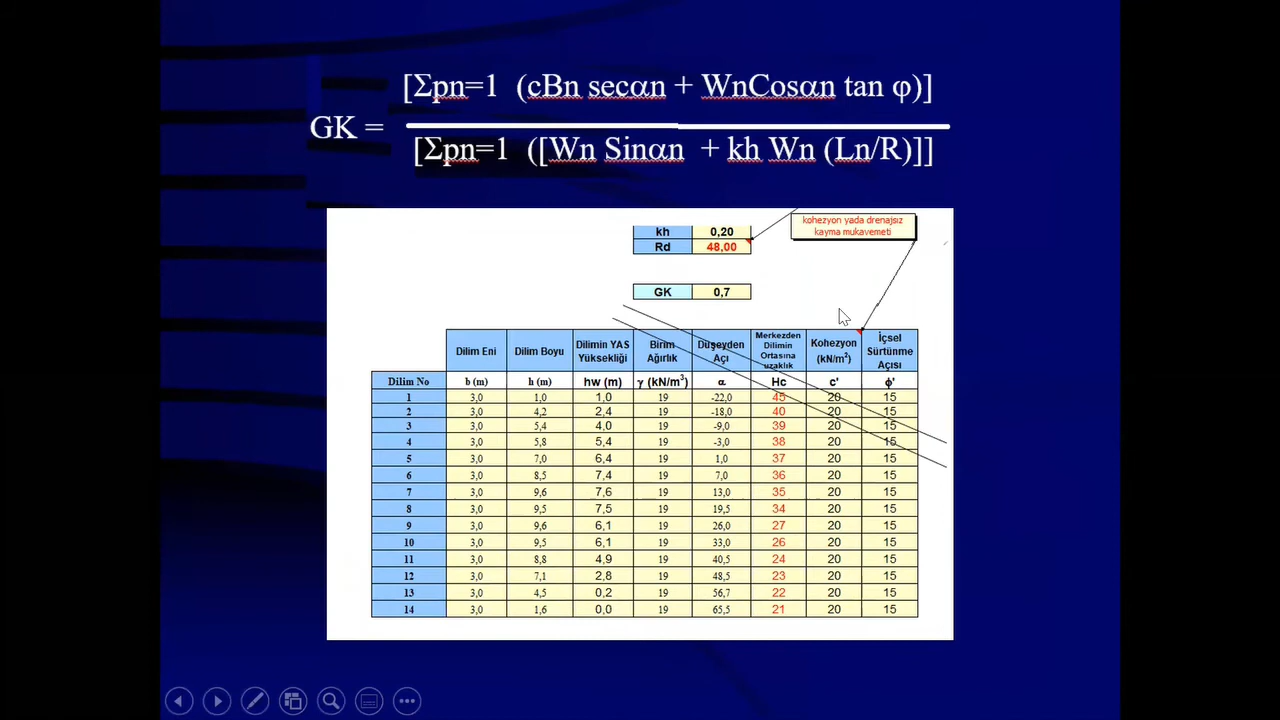 [Σpn=1 (cBn secαn + WnCosαn tan φ)]
GK =
[Σpn=1 ([Wn Sinαn + kh Wn (Ln/R)]]
kohezyon yada drenajsız
kayma mukavemeti
kh 0,20
Rd 48,00
GK 0,7
Dilim No Dilim Eni b (m) Dilim Boyu h (m) Dilimin YAS Yüksekliği hw (m) Birim Ağırlık γ (kN/m³) Düşeyden Açı α Merkezden Dilimin Ortasına uzaklık Hc Kohezyon (kN/m²) c' İçsel Sürtünme Açısı ϕ'
1 3,0 1,0 1,0 19 -22,0 45 20 15
2 3,0 4,2 2,4 19 -18,0 40 20 15
3 3,0 5,4 4,0 19 -9,0 39 20 15
4 3,0 5,8 5,4 19 -3,0 38 20 15
5 3,0 7,0 6,4 19 1,0 37 20 15
6 3,0 8,5 7,4 19 7,0 36 20 15
7 3,0 9,6 7,6 19 13,0 35 20 15
8 3,0 9,5 7,5 19 19,5 34 20 15
9 3,0 9,6 6,1 19 26,0 27 20 15
10 3,0 9,5 6,1 19 33,0 26 20 15
11 3,0 8,8 4,9 19 40,5 24 20 15
12 3,0 7,1 2,8 19 48,5 23 20 15
13 3,0 4,5 0,2 19 56,7 22 20 15
14 3,0 1,6 0,0 19 65,5 21 20 15